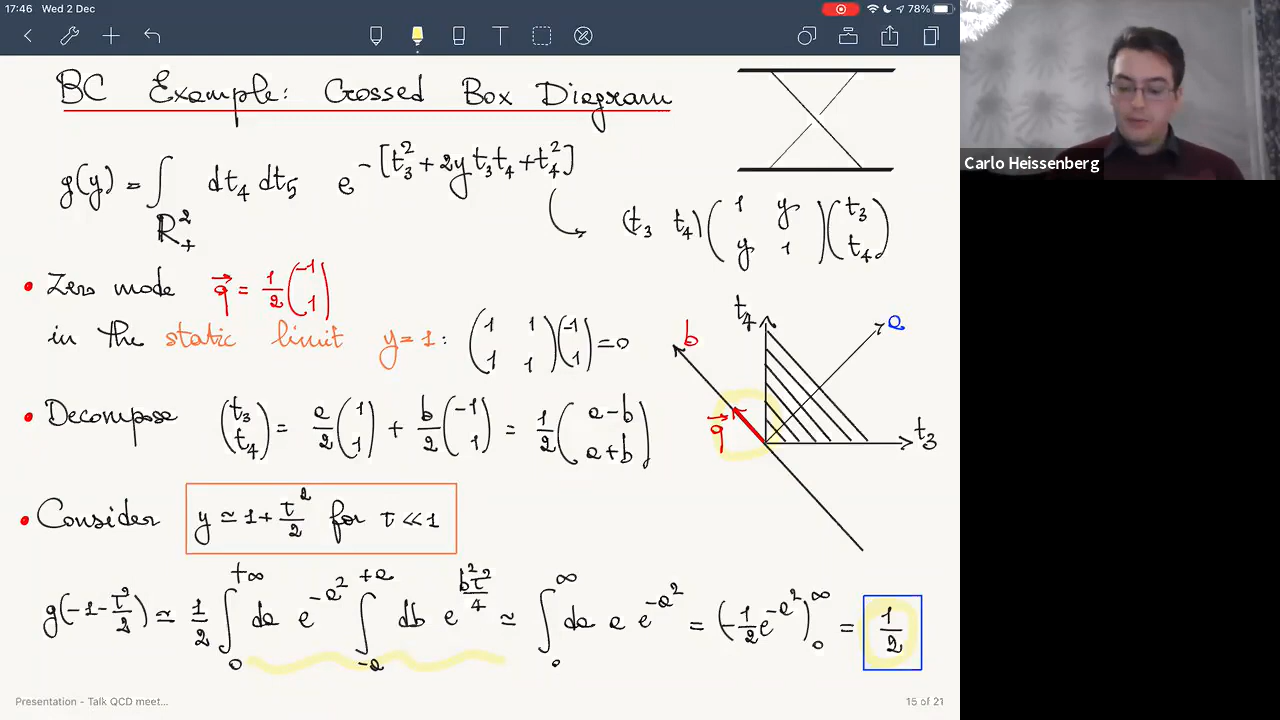 17:46 Wed 2 Dec
78%
BC Example: Crossed Box Diagram
g(y) = ∫_{R²₊} dt₄ dt₅ e^{-[t₃² + 2y t₃t₄ + t₄²]}
(t₃ t₄) (1 y; y 1) (t₃; t₄)
• Zero mode q⃗ = 1/2 (-1; 1)
in the static limit y=1: (1 1; 1 1)(-1; 1) = 0
• Decompose (t₃; t₄) = a/2 (1; 1) + b/2 (-1; 1) = 1/2 (a-b; a+b)
t₄
a
b
q⃗
t₃
• Consider y ≃ 1 + τ²/2 for τ ≪ 1
g(-1-τ²/2) ≃ 1/2 ∫₀^{+∞} da e^{-a²} ∫_{-a}^{+a} db e^{b²τ²/4} ≃ ∫₀^∞ da a e^{-a²} = (-1/2 e^{-a²})₀^∞ = 1/2
Presentation - Talk QCD meet...
15 of 21
Carlo Heissenberg